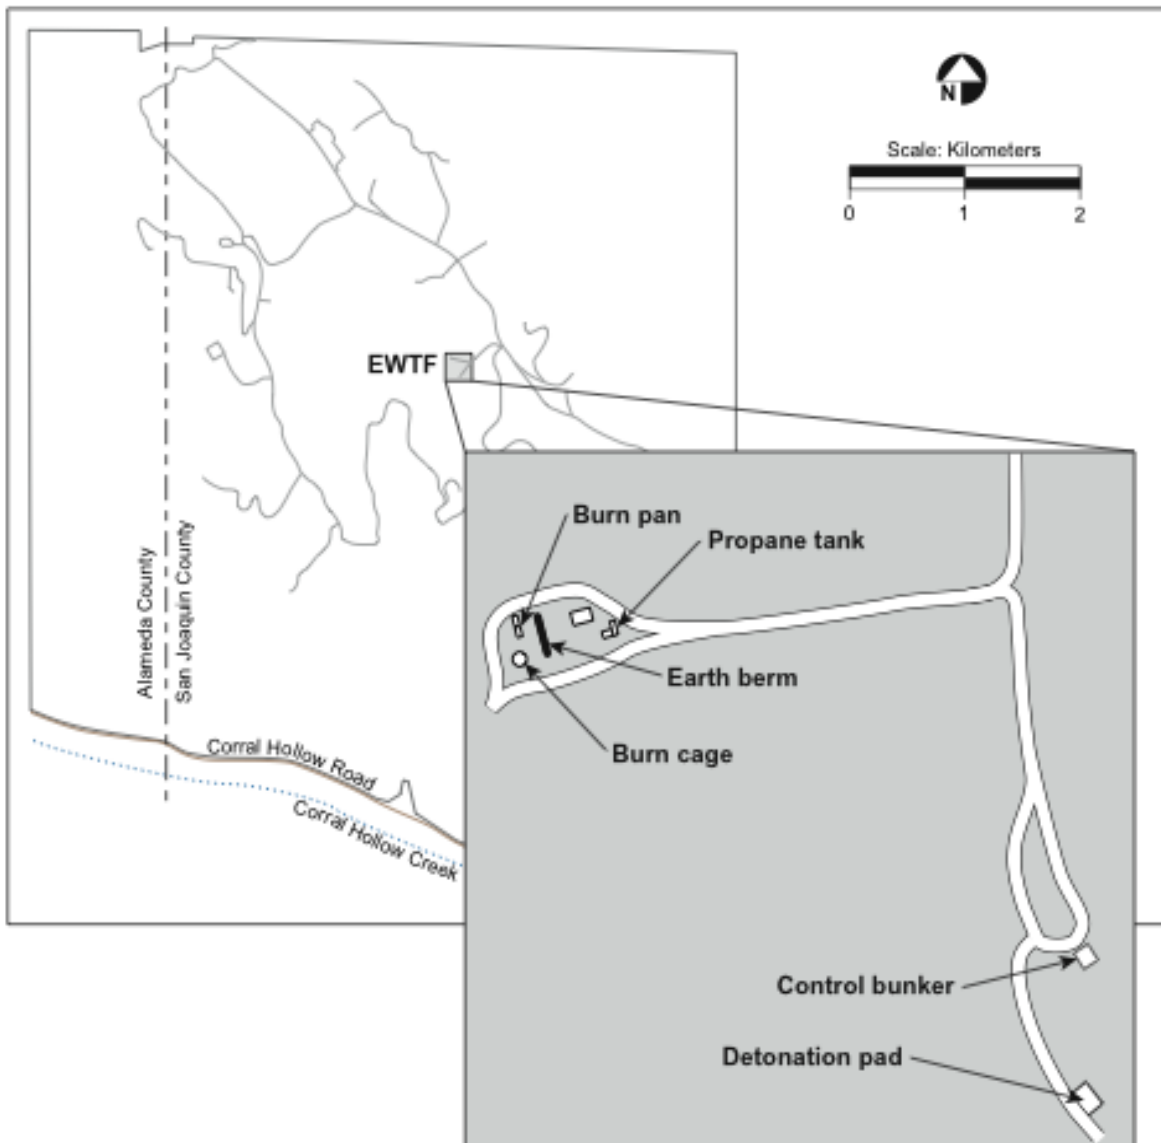 N
Scale: Kilometers
0 1 2
EWTF
Burn pan
Propane tank
Earth berm
Burn cage
Alameda County
San Joaquin County
Corral Hollow Road
Corral Hollow Creek
Control bunker
Detonation pad